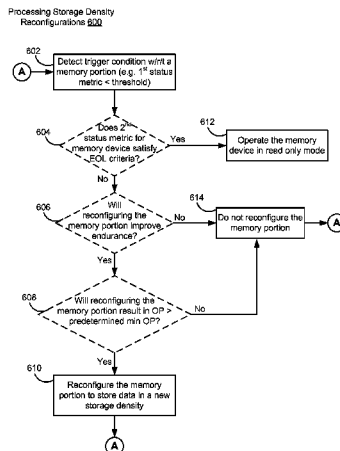 Processing Storage Density
Reconfigurations 600
602
Detect trigger condition w/r/t a
memory portion (e.g. 1st status
metric < threshold)
A
604
Does 2nd
status metric for
memory device satisfy
EOL criteria?
Yes
612
Operate the memory
device in read only mode
No
606
Will
reconfiguring the
memory portion improve
endurance?
No
614
Do not reconfigure the
memory portion
A
Yes
608
Will reconfiguring the
memory portion result in OP >
predetermined min OP?
No
Yes
610
Reconfigure the memory
portion to store data in a new
storage density
A